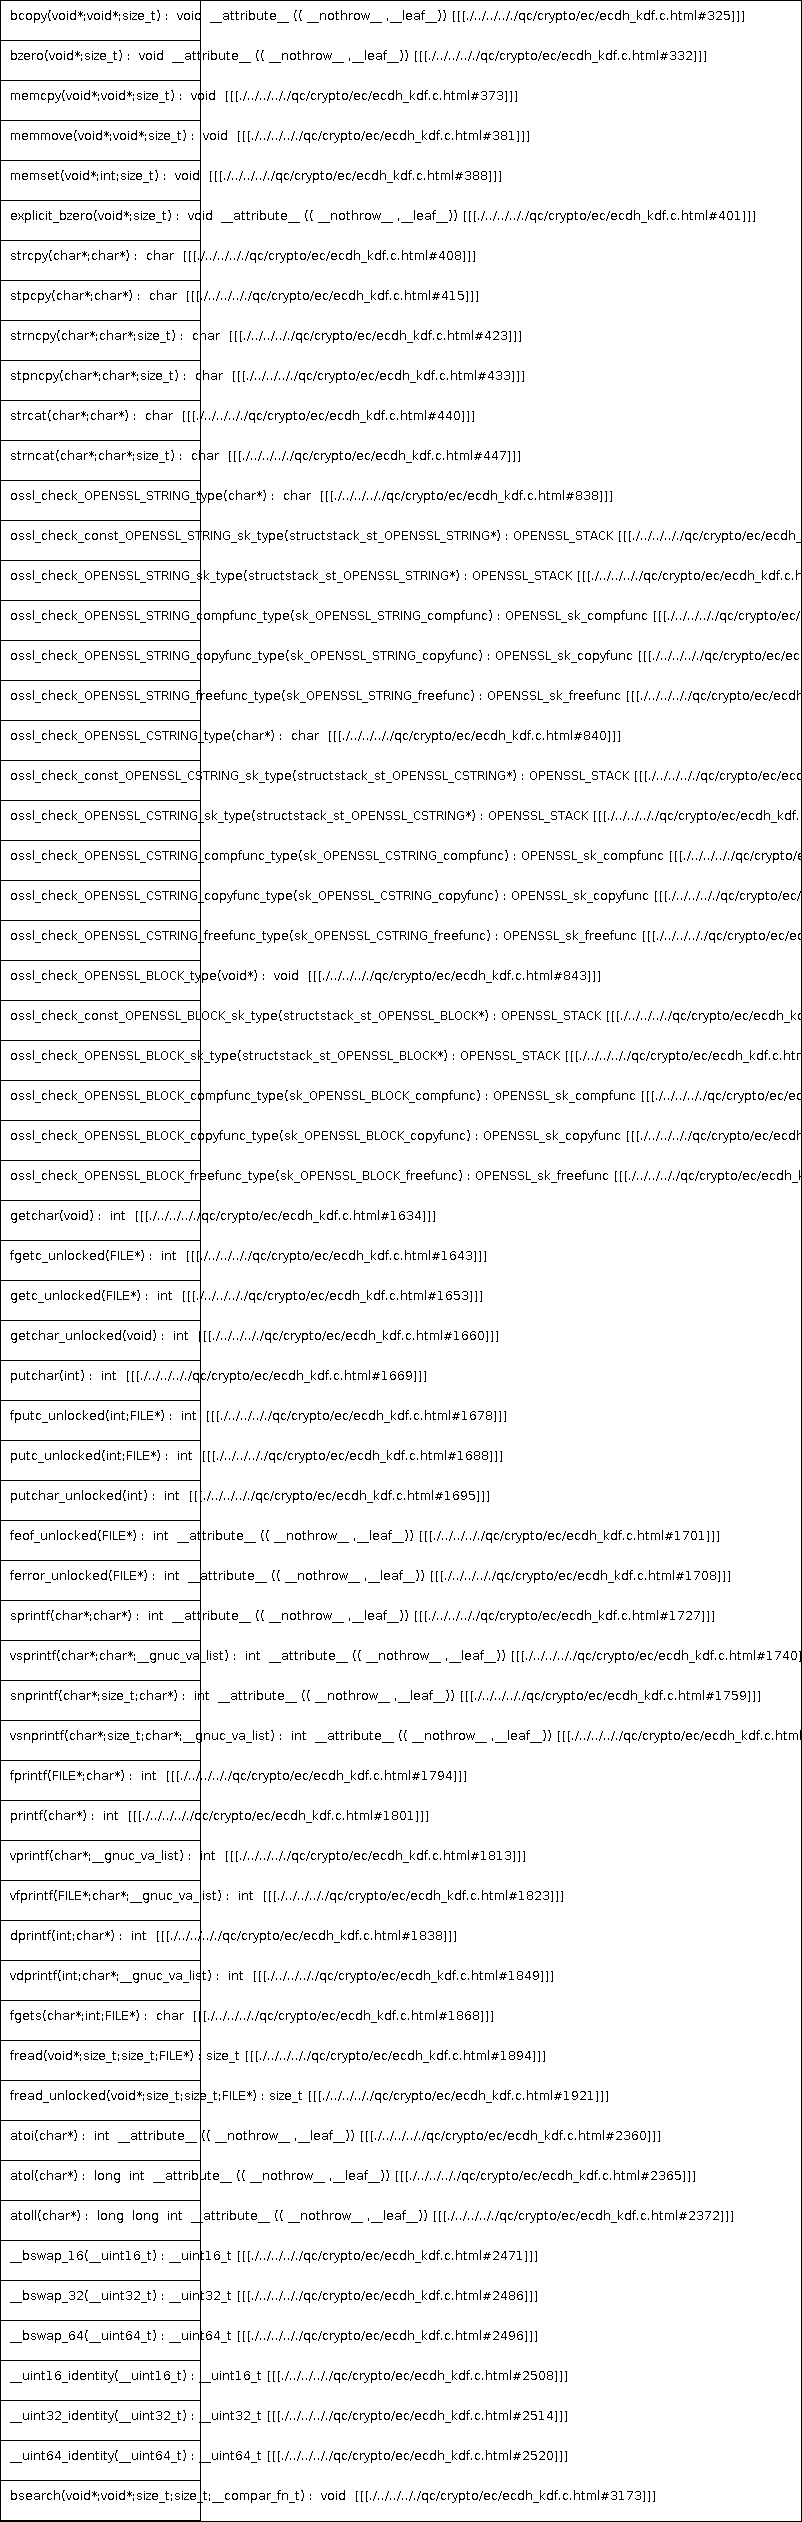 bcopy(void*;void*;size_t) : void __attribute__ (( __nothrow__ ,__leaf__)) [[[./../../.././qc/crypto/ec/ecdh_kdf.c.html#325]]]
bzero(void*;size_t) : void __attribute__ (( __nothrow__ ,__leaf__)) [[[./../../.././qc/crypto/ec/ecdh_kdf.c.html#332]]]
memcpy(void*;void*;size_t) : void [[[./../../.././qc/crypto/ec/ecdh_kdf.c.html#373]]]
memmove(void*;void*;size_t) : void [[[./../../.././qc/crypto/ec/ecdh_kdf.c.html#381]]]
memset(void*;int;size_t) : void [[[./../../.././qc/crypto/ec/ecdh_kdf.c.html#388]]]
explicit_bzero(void*;size_t) : void __attribute__ (( __nothrow__ ,__leaf__)) [[[./../../.././qc/crypto/ec/ecdh_kdf.c.html#401]]]
strcpy(char*;char*) : char [[[./../../.././qc/crypto/ec/ecdh_kdf.c.html#408]]]
stpcpy(char*;char*) : char [[[./../../.././qc/crypto/ec/ecdh_kdf.c.html#415]]]
strncpy(char*;char*;size_t) : char [[[./../../.././qc/crypto/ec/ecdh_kdf.c.html#423]]]
stpncpy(char*;char*;size_t) : char [[[./../../.././qc/crypto/ec/ecdh_kdf.c.html#433]]]
strcat(char*;char*) : char [[[./../../.././qc/crypto/ec/ecdh_kdf.c.html#440]]]
strncat(char*;char*;size_t) : char [[[./../../.././qc/crypto/ec/ecdh_kdf.c.html#447]]]
ossl_check_OPENSSL_STRING_type(char*) : char [[[./../../.././qc/crypto/ec/ecdh_kdf.c.html#838]]]
ossl_check_const_OPENSSL_STRING_sk_type(structstack_st_OPENSSL_STRING*) : OPENSSL_STACK [[[./../../.././qc/crypto/ec/ecdh_
ossl_check_OPENSSL_STRING_sk_type(structstack_st_OPENSSL_STRING*) : OPENSSL_STACK [[[./../../.././qc/crypto/ec/ecdh_kdf.c.h
ossl_check_OPENSSL_STRING_compfunc_type(sk_OPENSSL_STRING_compfunc) : OPENSSL_sk_compfunc [[[./../../.././qc/crypto/ec/
ossl_check_OPENSSL_STRING_copyfunc_type(sk_OPENSSL_STRING_copyfunc) : OPENSSL_sk_copyfunc [[[./../../.././qc/crypto/ec/ec
ossl_check_OPENSSL_STRING_freefunc_type(sk_OPENSSL_STRING_freefunc) : OPENSSL_sk_freefunc [[[./../../.././qc/crypto/ec/ecdh
ossl_check_OPENSSL_CSTRING_type(char*) : char [[[./../../.././qc/crypto/ec/ecdh_kdf.c.html#840]]]
ossl_check_const_OPENSSL_CSTRING_sk_type(structstack_st_OPENSSL_CSTRING*) : OPENSSL_STACK [[[./../../.././qc/crypto/ec/ecd
ossl_check_OPENSSL_CSTRING_sk_type(structstack_st_OPENSSL_CSTRING*) : OPENSSL_STACK [[[./../../.././qc/crypto/ec/ecdh_kdf.
ossl_check_OPENSSL_CSTRING_compfunc_type(sk_OPENSSL_CSTRING_compfunc) : OPENSSL_sk_compfunc [[[./../../.././qc/crypto/e
ossl_check_OPENSSL_CSTRING_copyfunc_type(sk_OPENSSL_CSTRING_copyfunc) : OPENSSL_sk_copyfunc [[[./../../.././qc/crypto/ec/
ossl_check_OPENSSL_CSTRING_freefunc_type(sk_OPENSSL_CSTRING_freefunc) : OPENSSL_sk_freefunc [[[./../../.././qc/crypto/ec/ec
ossl_check_OPENSSL_BLOCK_type(void*) : void [[[./../../.././qc/crypto/ec/ecdh_kdf.c.html#843]]]
ossl_check_const_OPENSSL_BLOCK_sk_type(structstack_st_OPENSSL_BLOCK*) : OPENSSL_STACK [[[./../../.././qc/crypto/ec/ecdh_kd
ossl_check_OPENSSL_BLOCK_sk_type(structstack_st_OPENSSL_BLOCK*) : OPENSSL_STACK [[[./../../.././qc/crypto/ec/ecdh_kdf.c.htm
ossl_check_OPENSSL_BLOCK_compfunc_type(sk_OPENSSL_BLOCK_compfunc) : OPENSSL_sk_compfunc [[[./../../.././qc/crypto/ec/ec
ossl_check_OPENSSL_BLOCK_copyfunc_type(sk_OPENSSL_BLOCK_copyfunc) : OPENSSL_sk_copyfunc [[[./../../.././qc/crypto/ec/ecdh
ossl_check_OPENSSL_BLOCK_freefunc_type(sk_OPENSSL_BLOCK_freefunc) : OPENSSL_sk_freefunc [[[./../../.././qc/crypto/ec/ecdh_k
getchar(void) : int [[[./../../.././qc/crypto/ec/ecdh_kdf.c.html#1634]]]
fgetc_unlocked(FILE*) : int [[[./../../.././qc/crypto/ec/ecdh_kdf.c.html#1643]]]
getc_unlocked(FILE*) : int [[[./../../.././qc/crypto/ec/ecdh_kdf.c.html#1653]]]
getchar_unlocked(void) : int [[[./../../.././qc/crypto/ec/ecdh_kdf.c.html#1660]]]
putchar(int) : int [[[./../../.././qc/crypto/ec/ecdh_kdf.c.html#1669]]]
fputc_unlocked(int;FILE*) : int [[[./../../.././qc/crypto/ec/ecdh_kdf.c.html#1678]]]
putc_unlocked(int;FILE*) : int [[[./../../.././qc/crypto/ec/ecdh_kdf.c.html#1688]]]
putchar_unlocked(int) : int [[[./../../.././qc/crypto/ec/ecdh_kdf.c.html#1695]]]
feof_unlocked(FILE*) : int __attribute__ (( __nothrow__ ,__leaf__)) [[[./../../.././qc/crypto/ec/ecdh_kdf.c.html#1701]]]
ferror_unlocked(FILE*) : int __attribute__ (( __nothrow__ ,__leaf__)) [[[./../../.././qc/crypto/ec/ecdh_kdf.c.html#1708]]]
sprintf(char*;char*) : int __attribute__ (( __nothrow__ ,__leaf__)) [[[./../../.././qc/crypto/ec/ecdh_kdf.c.html#1727]]]
vsprintf(char*;char*;__gnuc_va_list) : int __attribute__ (( __nothrow__ ,__leaf__)) [[[./../../.././qc/crypto/ec/ecdh_kdf.c.html#1740]
snprintf(char*;size_t;char*) : int __attribute__ (( __nothrow__ ,__leaf__)) [[[./../../.././qc/crypto/ec/ecdh_kdf.c.html#1759]]]
vsnprintf(char*;size_t;char*;__gnuc_va_list) : int __attribute__ (( __nothrow__ ,__leaf__)) [[[./../../.././qc/crypto/ec/ecdh_kdf.c.html
fprintf(FILE*;char*) : int [[[./../../.././qc/crypto/ec/ecdh_kdf.c.html#1794]]]
printf(char*) : int [[[./../../.././qc/crypto/ec/ecdh_kdf.c.html#1801]]]
vprintf(char*;__gnuc_va_list) : int [[[./../../.././qc/crypto/ec/ecdh_kdf.c.html#1813]]]
vfprintf(FILE*;char*;__gnuc_va_list) : int [[[./../../.././qc/crypto/ec/ecdh_kdf.c.html#1823]]]
dprintf(int;char*) : int [[[./../../.././qc/crypto/ec/ecdh_kdf.c.html#1838]]]
vdprintf(int;char*;__gnuc_va_list) : int [[[./../../.././qc/crypto/ec/ecdh_kdf.c.html#1849]]]
fgets(char*;int;FILE*) : char [[[./../../.././qc/crypto/ec/ecdh_kdf.c.html#1868]]]
fread(void*;size_t;size_t;FILE*) : size_t [[[./../../.././qc/crypto/ec/ecdh_kdf.c.html#1894]]]
fread_unlocked(void*;size_t;size_t;FILE*) : size_t [[[./../../.././qc/crypto/ec/ecdh_kdf.c.html#1921]]]
atoi(char*) : int __attribute__ (( __nothrow__ ,__leaf__)) [[[./../../.././qc/crypto/ec/ecdh_kdf.c.html#2360]]]
atol(char*) : long int __attribute__ (( __nothrow__ ,__leaf__)) [[[./../../.././qc/crypto/ec/ecdh_kdf.c.html#2365]]]
atoll(char*) : long long int __attribute__ (( __nothrow__ ,__leaf__)) [[[./../../.././qc/crypto/ec/ecdh_kdf.c.html#2372]]]
__bswap_16(__uint16_t) : __uint16_t [[[./../../.././qc/crypto/ec/ecdh_kdf.c.html#2471]]]
__bswap_32(__uint32_t) : __uint32_t [[[./../../.././qc/crypto/ec/ecdh_kdf.c.html#2486]]]
__bswap_64(__uint64_t) : __uint64_t [[[./../../.././qc/crypto/ec/ecdh_kdf.c.html#2496]]]
__uint16_identity(__uint16_t) : __uint16_t [[[./../../.././qc/crypto/ec/ecdh_kdf.c.html#2508]]]
__uint32_identity(__uint32_t) : __uint32_t [[[./../../.././qc/crypto/ec/ecdh_kdf.c.html#2514]]]
__uint64_identity(__uint64_t) : __uint64_t [[[./../../.././qc/crypto/ec/ecdh_kdf.c.html#2520]]]
bsearch(void*;void*;size_t;size_t;__compar_fn_t) : void [[[./../../.././qc/crypto/ec/ecdh_kdf.c.html#3173]]]